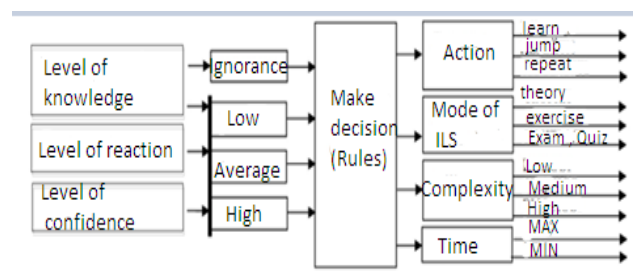 Level of
knowledge
Level of reaction
Level of
confidence
Ignorance
Low
Average
High
Make
decision
(Rules)
Action
Mode of
ILS
Complexity
Time
learn
jump
repeat
theory
exercise
Exam , Quiz
Low
Medium
High
MAX
MIN